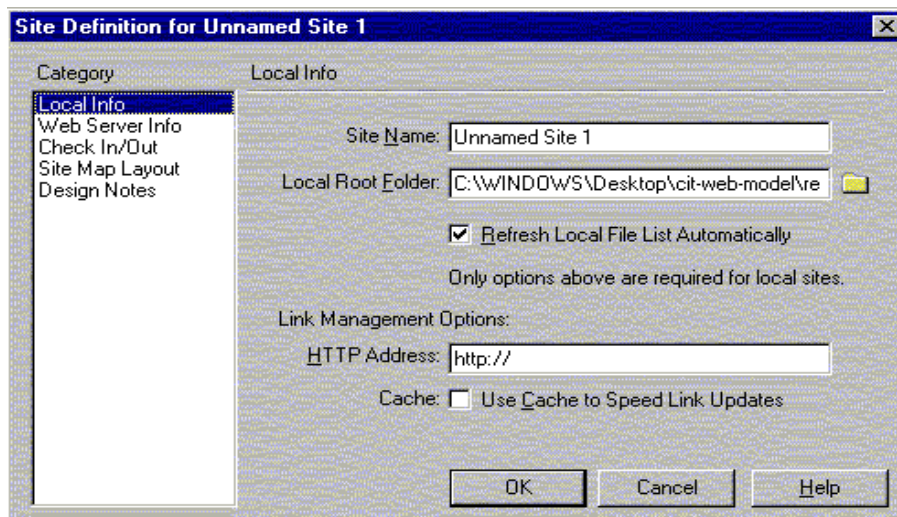 Site Definition for Unnamed Site 1
Category
Local Info
Web Server Info
Check In/Out
Site Map Layout
Design Notes
Local Info
Site Name: Unnamed Site 1
Local Root Folder: C:\WINDOWS\Desktop\cit-web-model\re
Refresh Local File List Automatically
Only options above are required for local sites.
Link Management Options:
HTTP Address: http://
Cache: Use Cache to Speed Link Updates
OK Cancel Help